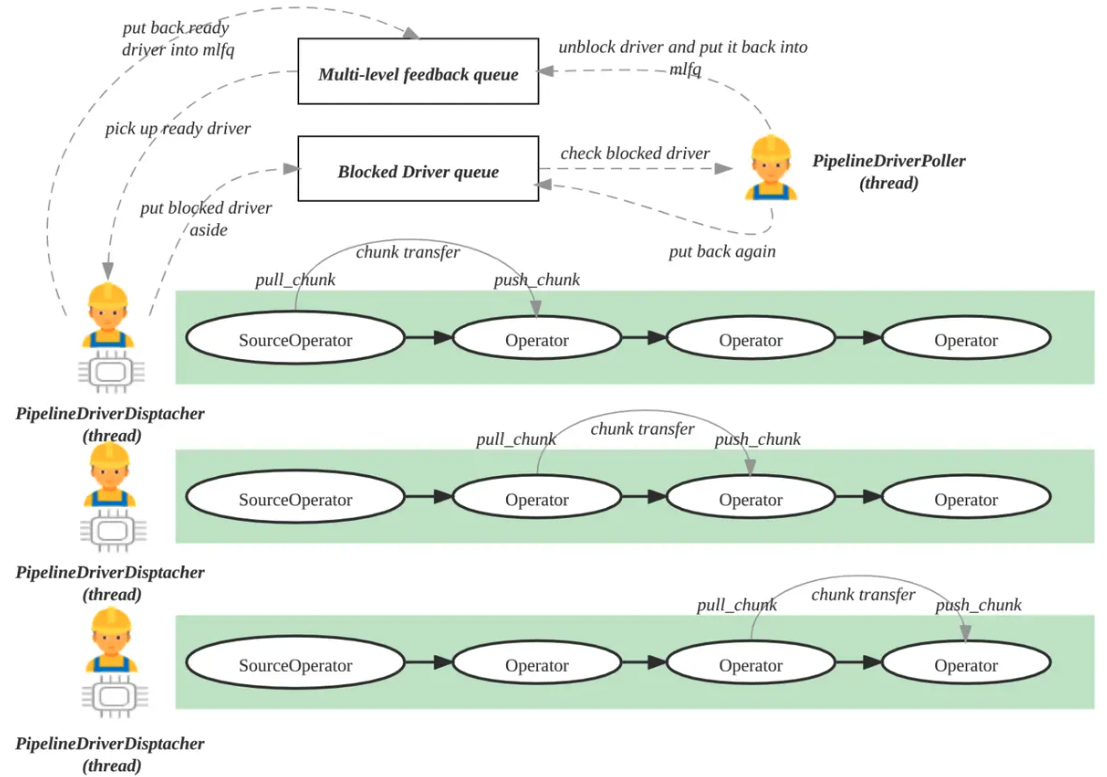 put back ready
driver into mlfq
Multi-level feedback queue
unblock driver and put it back into
mlfq
pick up ready driver
Blocked Driver queue
check blocked driver
PipelineDriverPoller
(thread)
put blocked driver
aside
put back again
chunk transfer
pull_chunk
push_chunk
SourceOperator
Operator
Operator
Operator
PipelineDriverDisptacher
(thread)
chunk transfer
pull_chunk
push_chunk
SourceOperator
Operator
Operator
Operator
PipelineDriverDisptacher
(thread)
chunk transfer
pull_chunk
push_chunk
SourceOperator
Operator
Operator
Operator
PipelineDriverDisptacher
(thread)